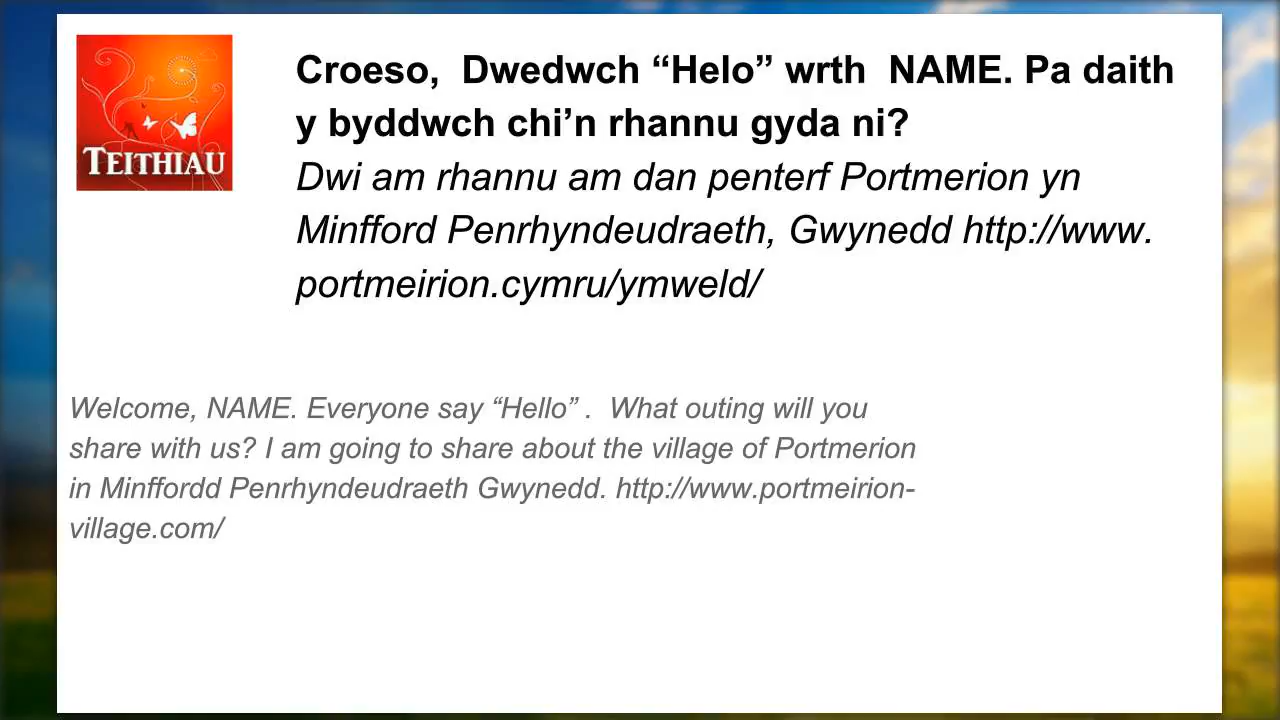 TEITHIAU
Croeso,  Dwedwch “Helo” wrth  NAME. Pa daith
y byddwch chi’n rhannu gyda ni?
Dwi am rhannu am dan penterf Portmerion yn
Minfford Penrhyndeudraeth, Gwynedd http://www.
portmeirion.cymru/ymweld/
Welcome, NAME. Everyone say “Hello” .  What outing will you
share with us? I am going to share about the village of Portmerion
in Minffordd Penrhyndeudraeth Gwynedd. http://www.portmeirion-
village.com/